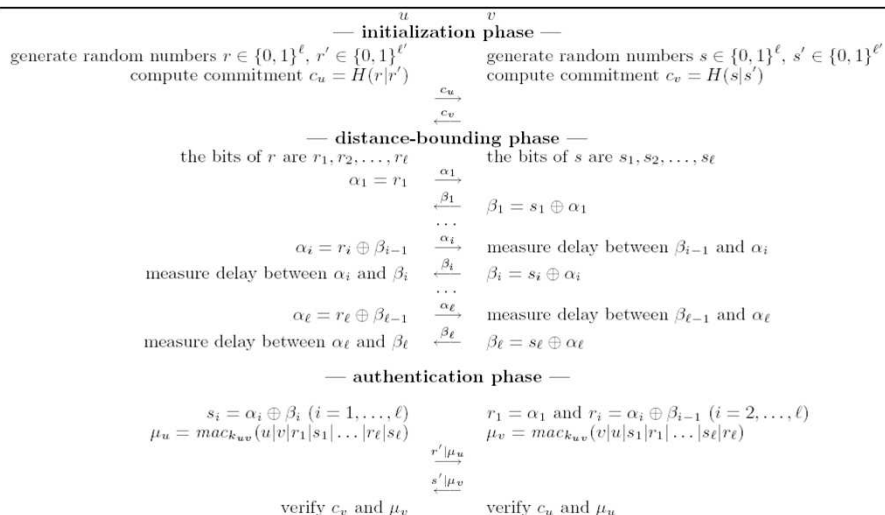 u v
— initialization phase —
generate random numbers r ∈ {0, 1}^ℓ, r′ ∈ {0, 1}^ℓ′ generate random numbers s ∈ {0, 1}^ℓ, s′ ∈ {0, 1}^ℓ′
compute commitment c_u = H(r|r′) compute commitment c_v = H(s|s′)
c_u →
c_v ←
— distance-bounding phase —
the bits of r are r_1, r_2, . . . , r_ℓ the bits of s are s_1, s_2, . . . , s_ℓ
α_1 = r_1 α_1 →
β_1 ← β_1 = s_1 ⊕ α_1
. . .
α_i = r_i ⊕ β_{i−1} α_i → measure delay between β_{i−1} and α_i
measure delay between α_i and β_i β_i ← β_i = s_i ⊕ α_i
. . .
α_ℓ = r_ℓ ⊕ β_{ℓ−1} α_ℓ → measure delay between β_{ℓ−1} and α_ℓ
measure delay between α_ℓ and β_ℓ β_ℓ ← β_ℓ = s_ℓ ⊕ α_ℓ
— authentication phase —
s_i = α_i ⊕ β_i (i = 1, . . . , ℓ) r_1 = α_1 and r_i = α_i ⊕ β_{i−1} (i = 2, . . . , ℓ)
μ_u = mac_{k_{uv}}(u|v|r_1|s_1| . . . |r_ℓ|s_ℓ) μ_v = mac_{k_{uv}}(v|u|s_1|r_1| . . . |s_ℓ|r_ℓ)
r′|μ_u →
s′|μ_v ←
verify c_v and μ_v verify c_u and μ_u